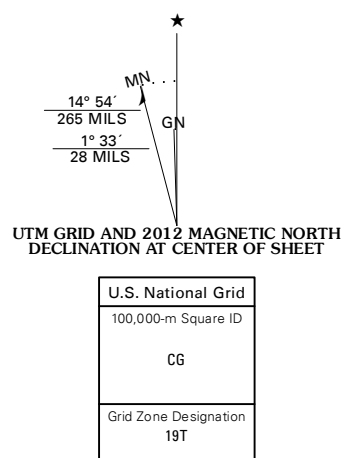 ★
MN
14° 54´
265 MILS
GN
1° 33´
28 MILS
UTM GRID AND 2012 MAGNETIC NORTH
DECLINATION AT CENTER OF SHEET
U.S. National Grid
100,000-m Square ID
CG
Grid Zone Designation
19T